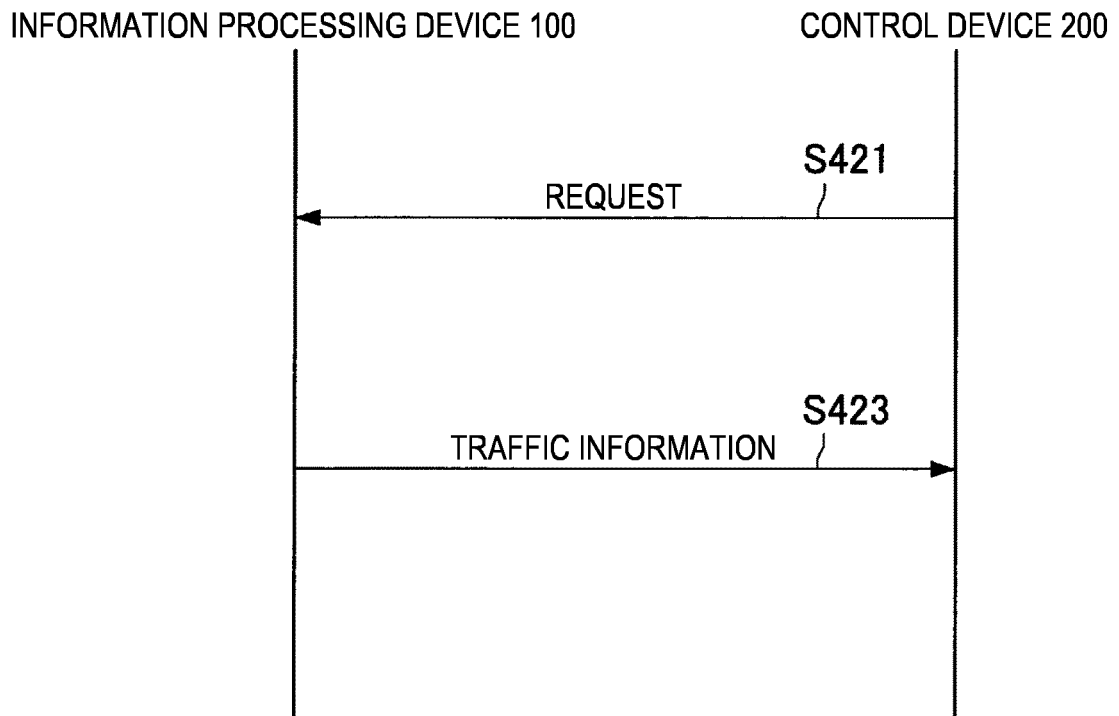 INFORMATION PROCESSING DEVICE 100
CONTROL DEVICE 200
S421
REQUEST
S423
TRAFFIC INFORMATION